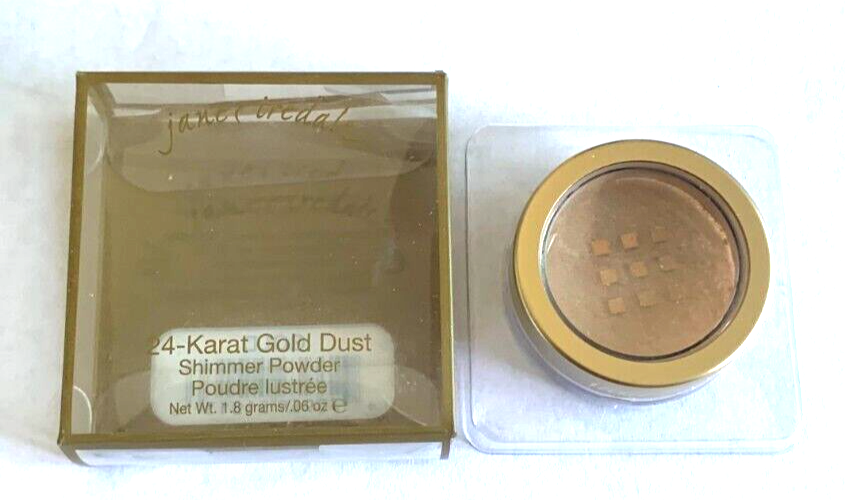 jane iredale
24-Karat Gold Dust
Shimmer Powder
Poudre lustrée
Net Wt. 1.8 grams/.06 oz ℮